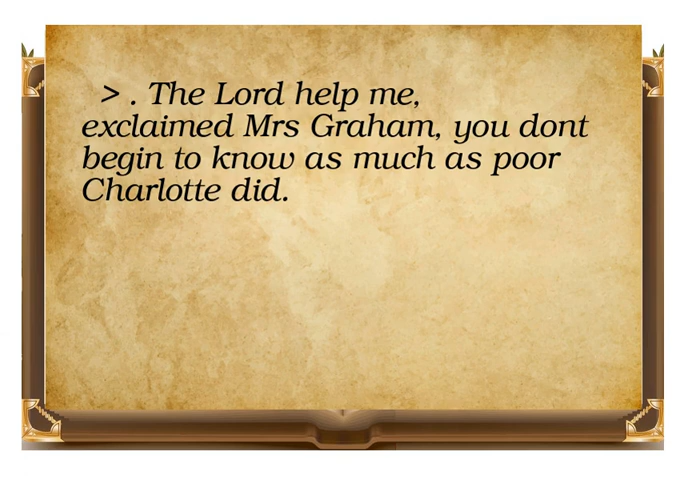 > . The Lord help me,
exclaimed Mrs Graham, you dont
begin to know as much as poor
Charlotte did.